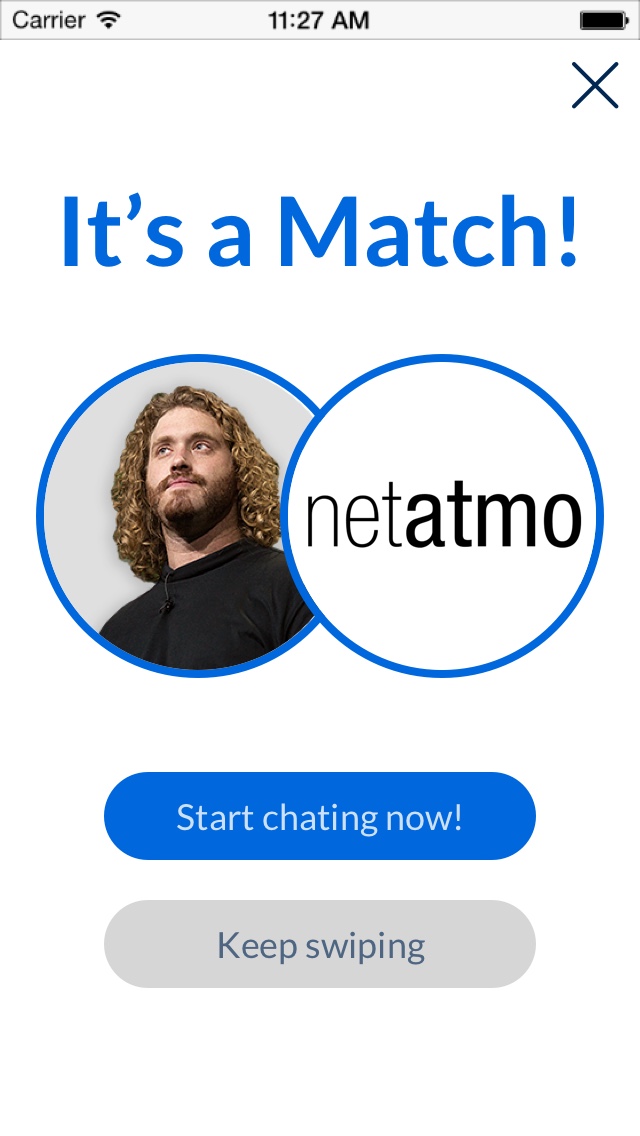 Carrier 11:27 AM
It’s a Match!
netatmo
Start chating now!
Keep swiping